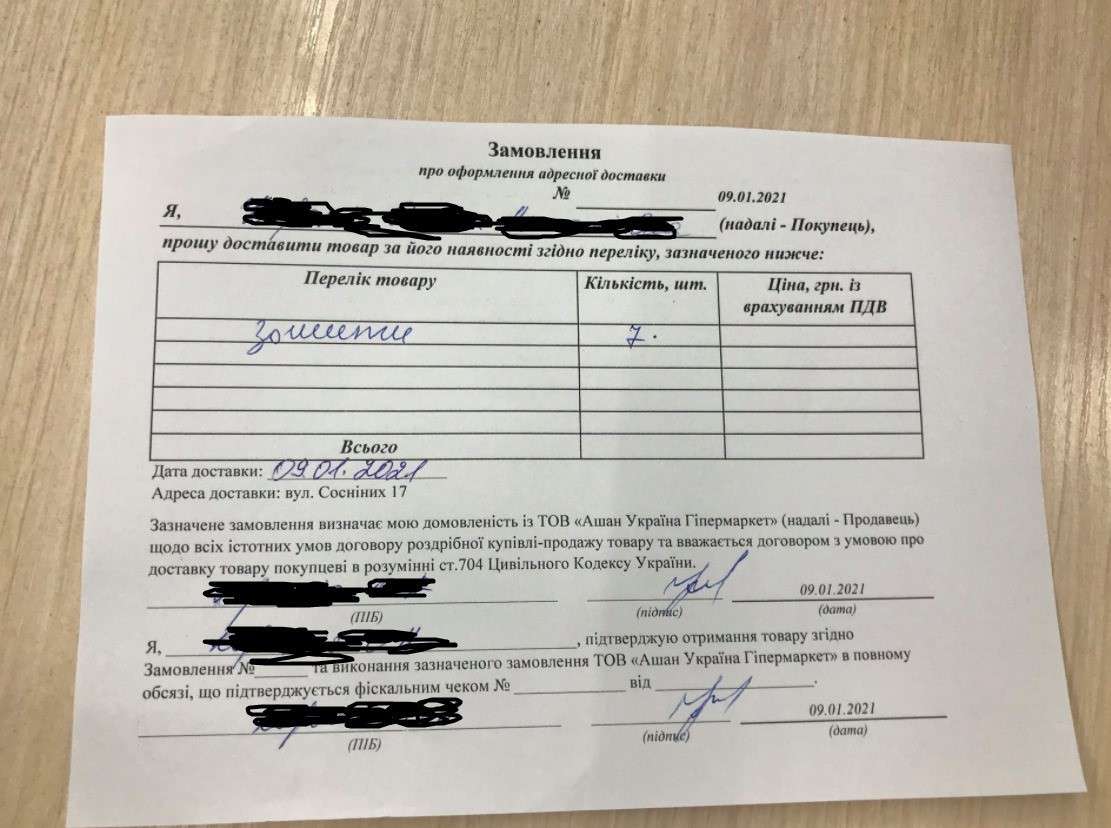 Замовлення
про оформлення адресної доставки
№ 09.01.2021
Я, (надалі - Покупець),
прошу доставити товар за його наявності згідно переліку, зазначеного нижче:
Перелік товару Кількість, шт. Ціна, грн. із
врахуванням ПДВ
Зошити 7.
Всього
Дата доставки: 09.01.2021
Адреса доставки: вул. Сосніних 17
Зазначене замовлення визначає мою домовленість із ТОВ «Ашан Україна Гіпермаркет» (надалі - Продавець)
щодо всіх істотних умов договору роздрібної купівлі-продажу товару та вважається договором з умовою про
доставку товару покупцеві в розумінні ст.704 Цивільного Кодексу України.
09.01.2021
(ПІБ) (підпис) (дата)
Я, , підтверджую отримання товару згідно
Замовлення № та виконання зазначеного замовлення ТОВ «Ашан Україна Гіпермаркет» в повному
обсязі, що підтверджується фіскальним чеком № від .
09.01.2021
(ПІБ) (підпис) (дата)